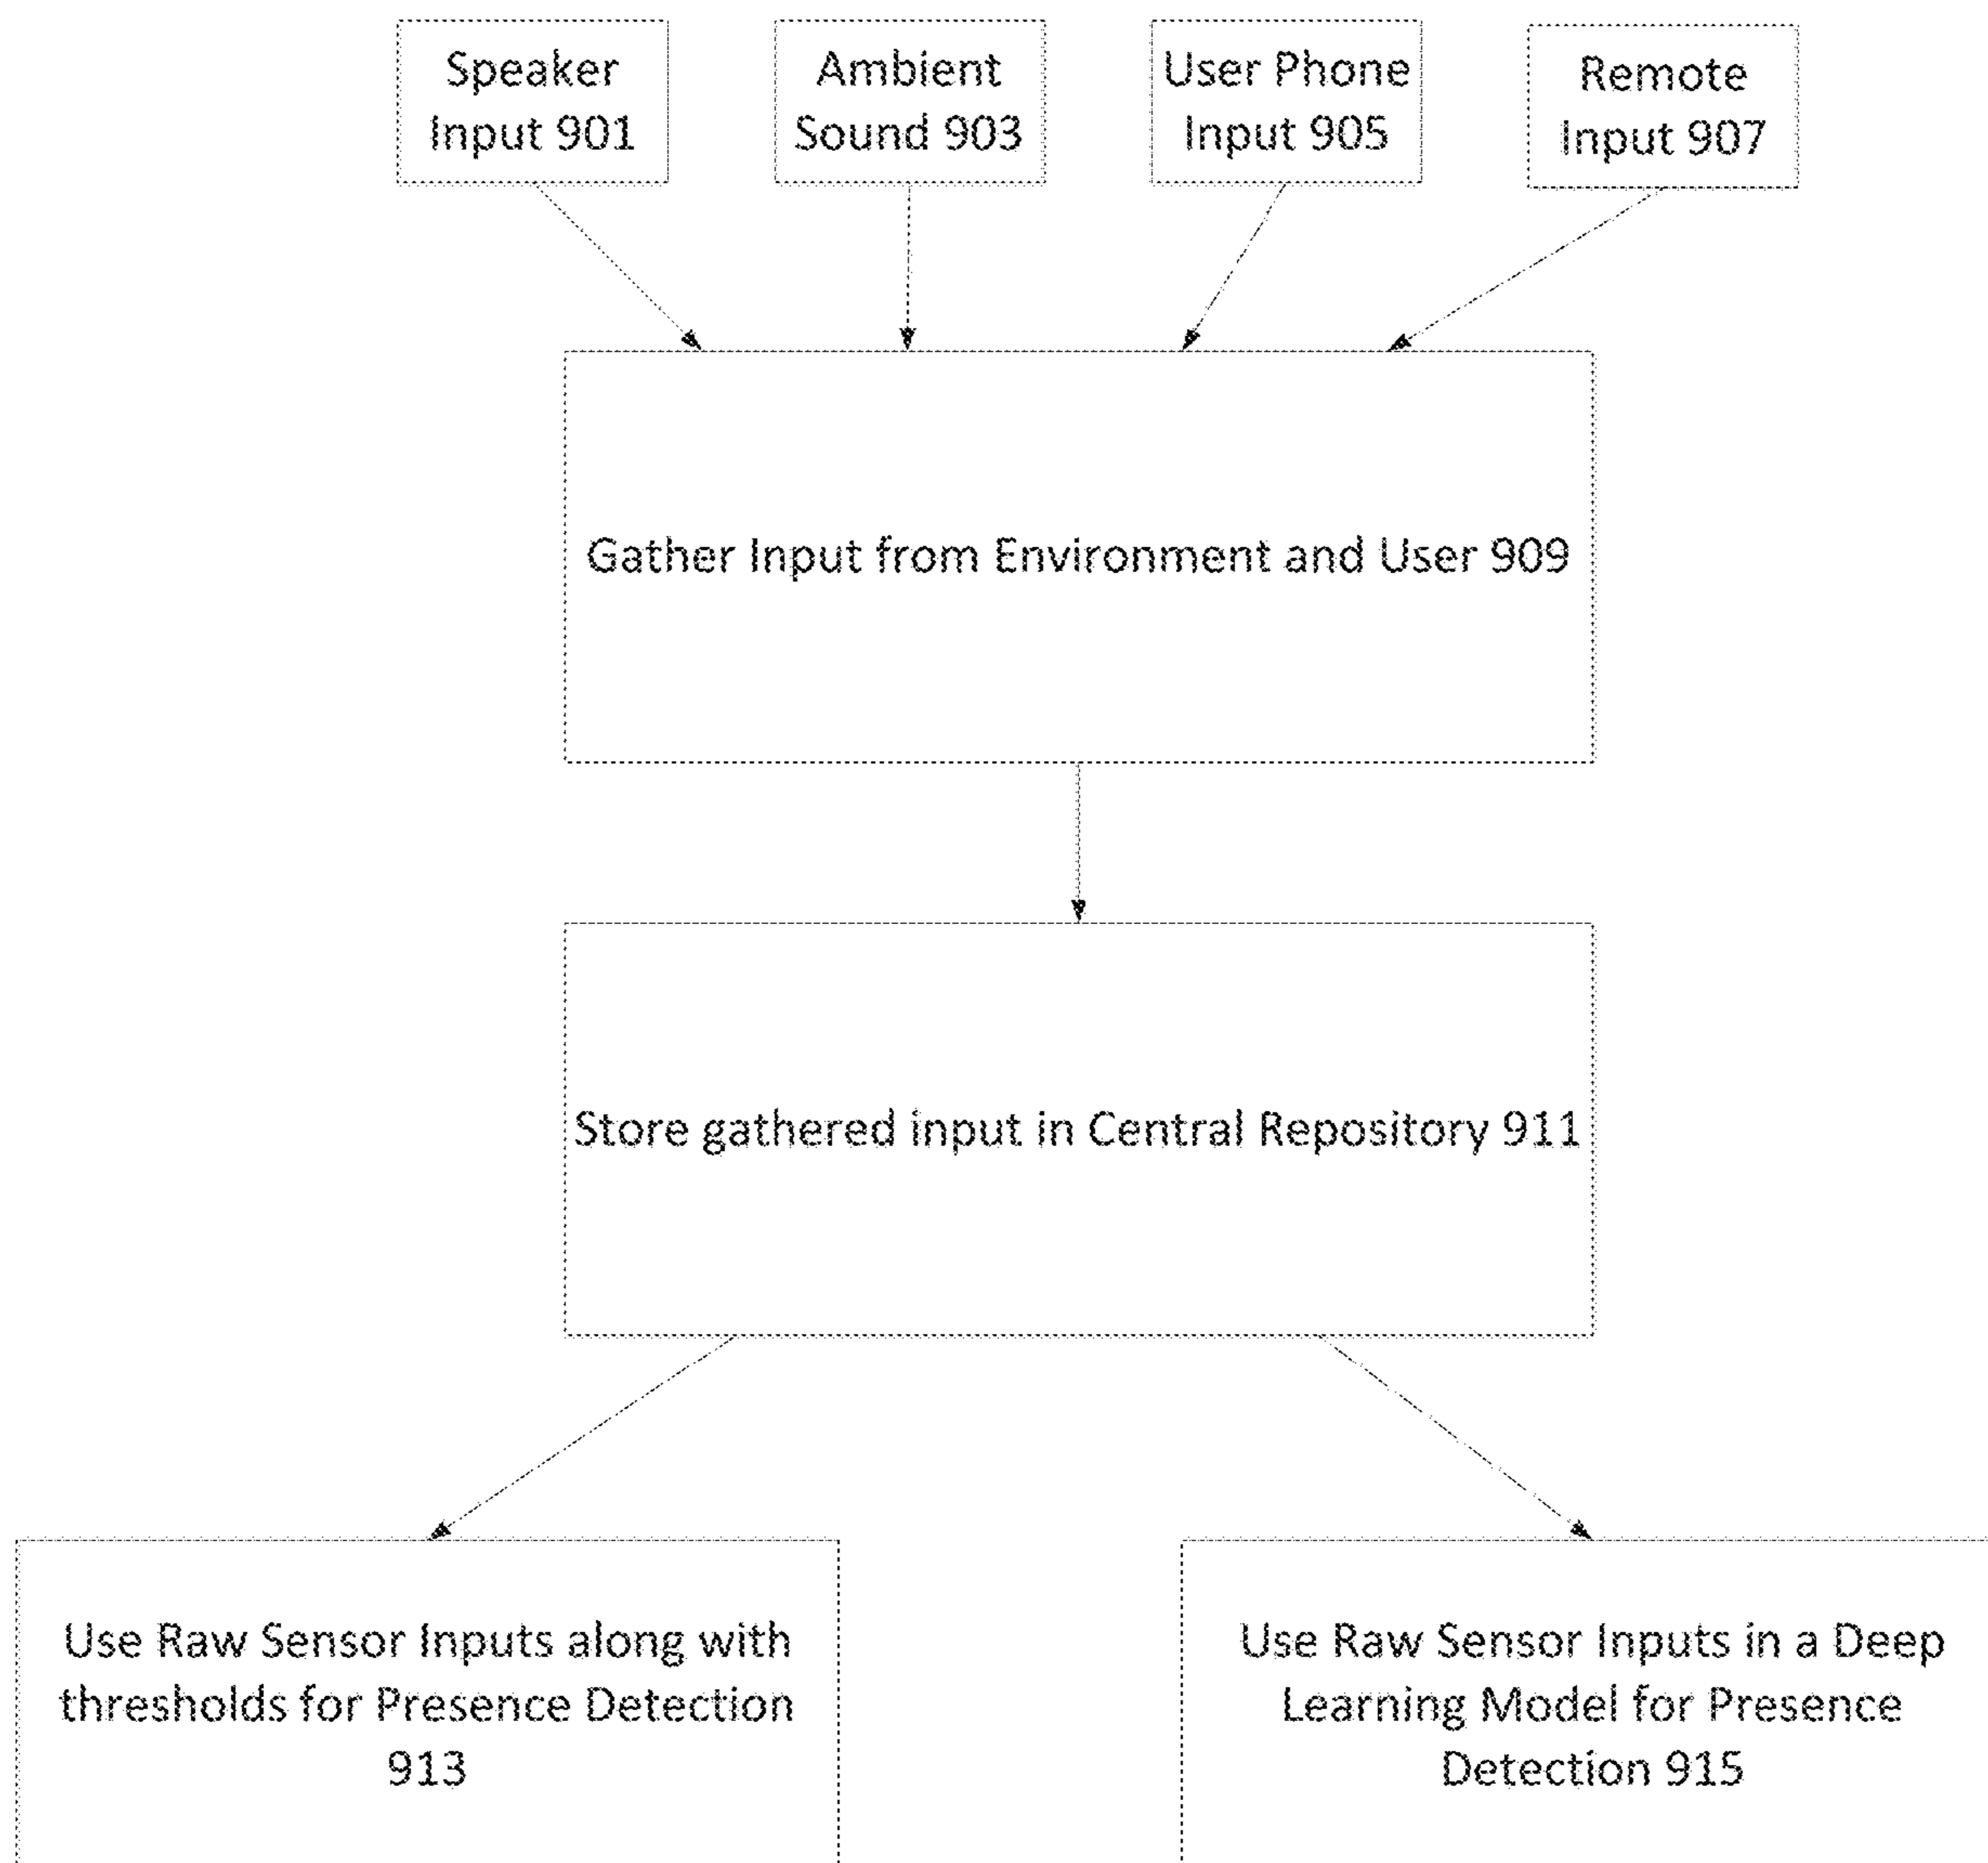 Speaker
Input 901
Ambient
Sound 903
User Phone
Input 905
Remote
Input 907
Gather Input from Environment and User 909
Store gathered input in Central Repository 911
Use Raw Sensor Inputs along with
thresholds for Presence Detection
913
Use Raw Sensor Inputs in a Deep
Learning Model for Presence
Detection 915